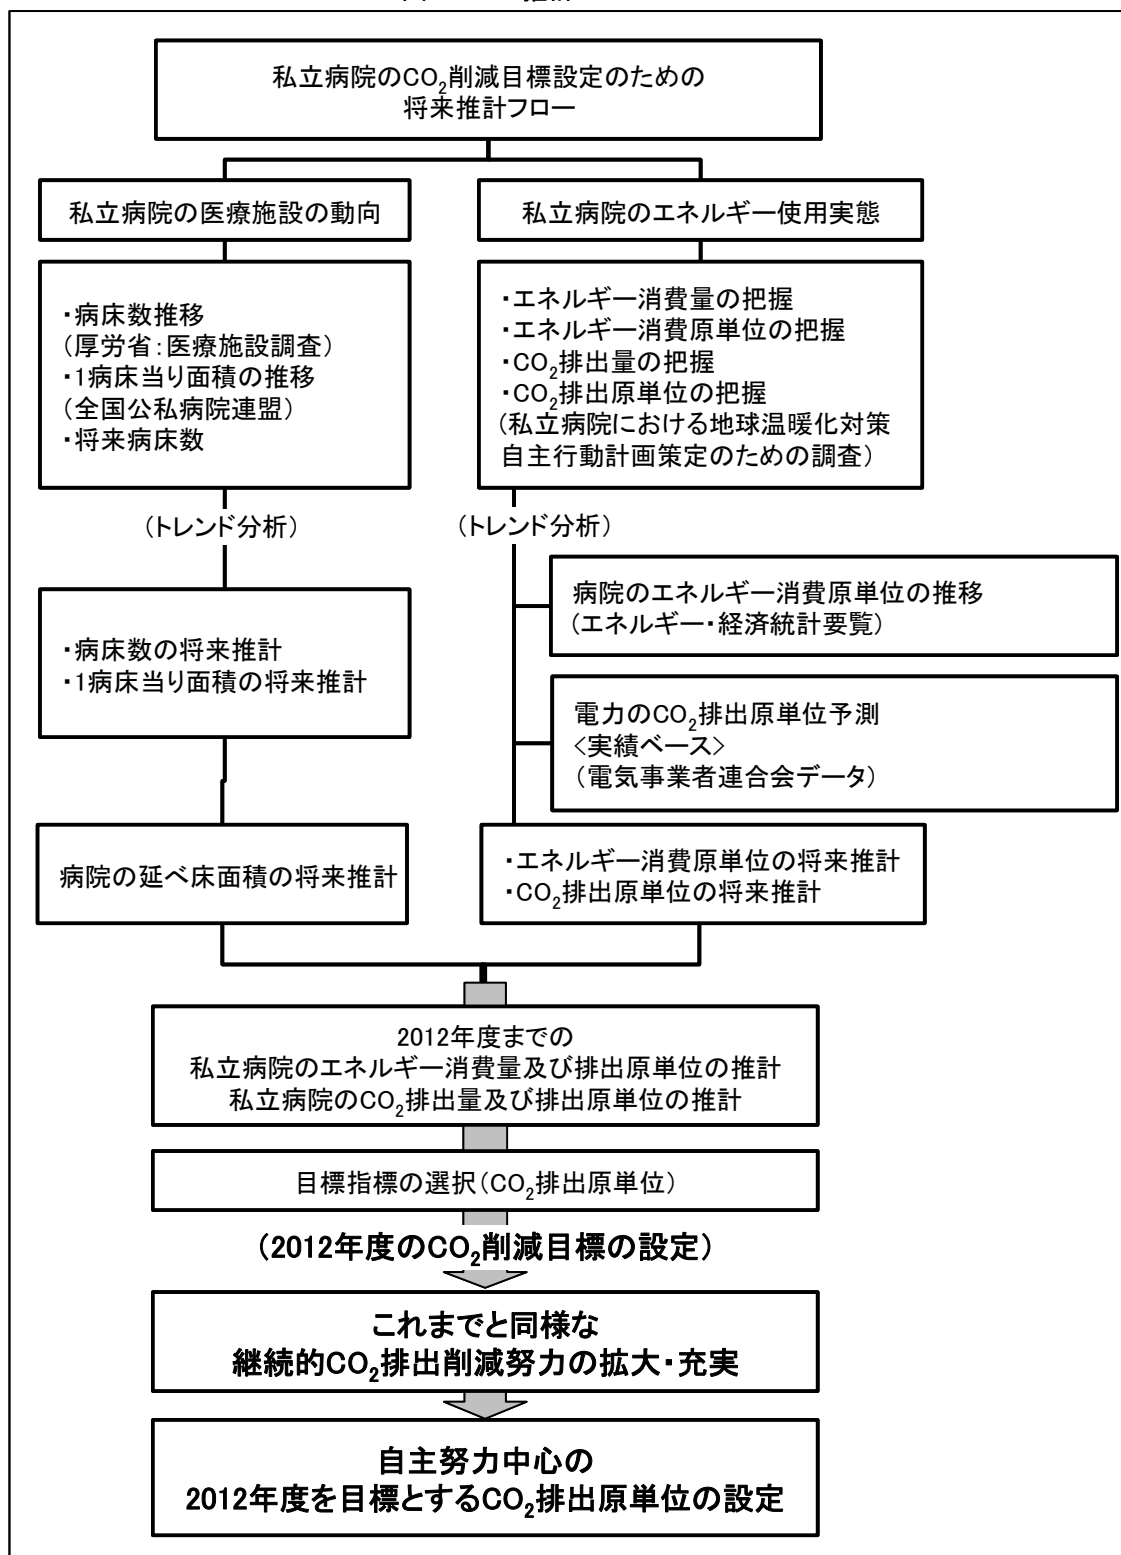 私立病院のCO2削減目標設定のための
将来推計フロー
私立病院の医療施設の動向
・病床数推移
（厚労省：医療施設調査）
・1病床当り面積の推移
（全国公私病院連盟）
・将来病床数
（トレンド分析）
・病床数の将来推計
・1病床当り面積の将来推計
病院の延べ床面積の将来推計
私立病院のエネルギー使用実態
・エネルギー消費量の把握
・エネルギー消費原単位の把握
・CO2排出量の把握
・CO2排出原単位の把握
（私立病院における地球温暖化対策
自主行動計画策定のための調査）
（トレンド分析）
病院のエネルギー消費原単位の推移
（エネルギー・経済統計要覧）
電力のCO2排出原単位予測
<実績ベース>
（電気事業者連合会データ）
・エネルギー消費原単位の将来推計
・CO2排出原単位の将来推計
2012年度までの
私立病院のエネルギー消費量及び排出原単位の推計
私立病院のCO2排出量及び排出原単位の推計
目標指標の選択（CO2排出原単位）
（2012年度のCO2削減目標の設定）
これまでと同様な
継続的CO2排出削減努力の拡大・充実
自主努力中心の
2012年度を目標とするCO2排出原単位の設定